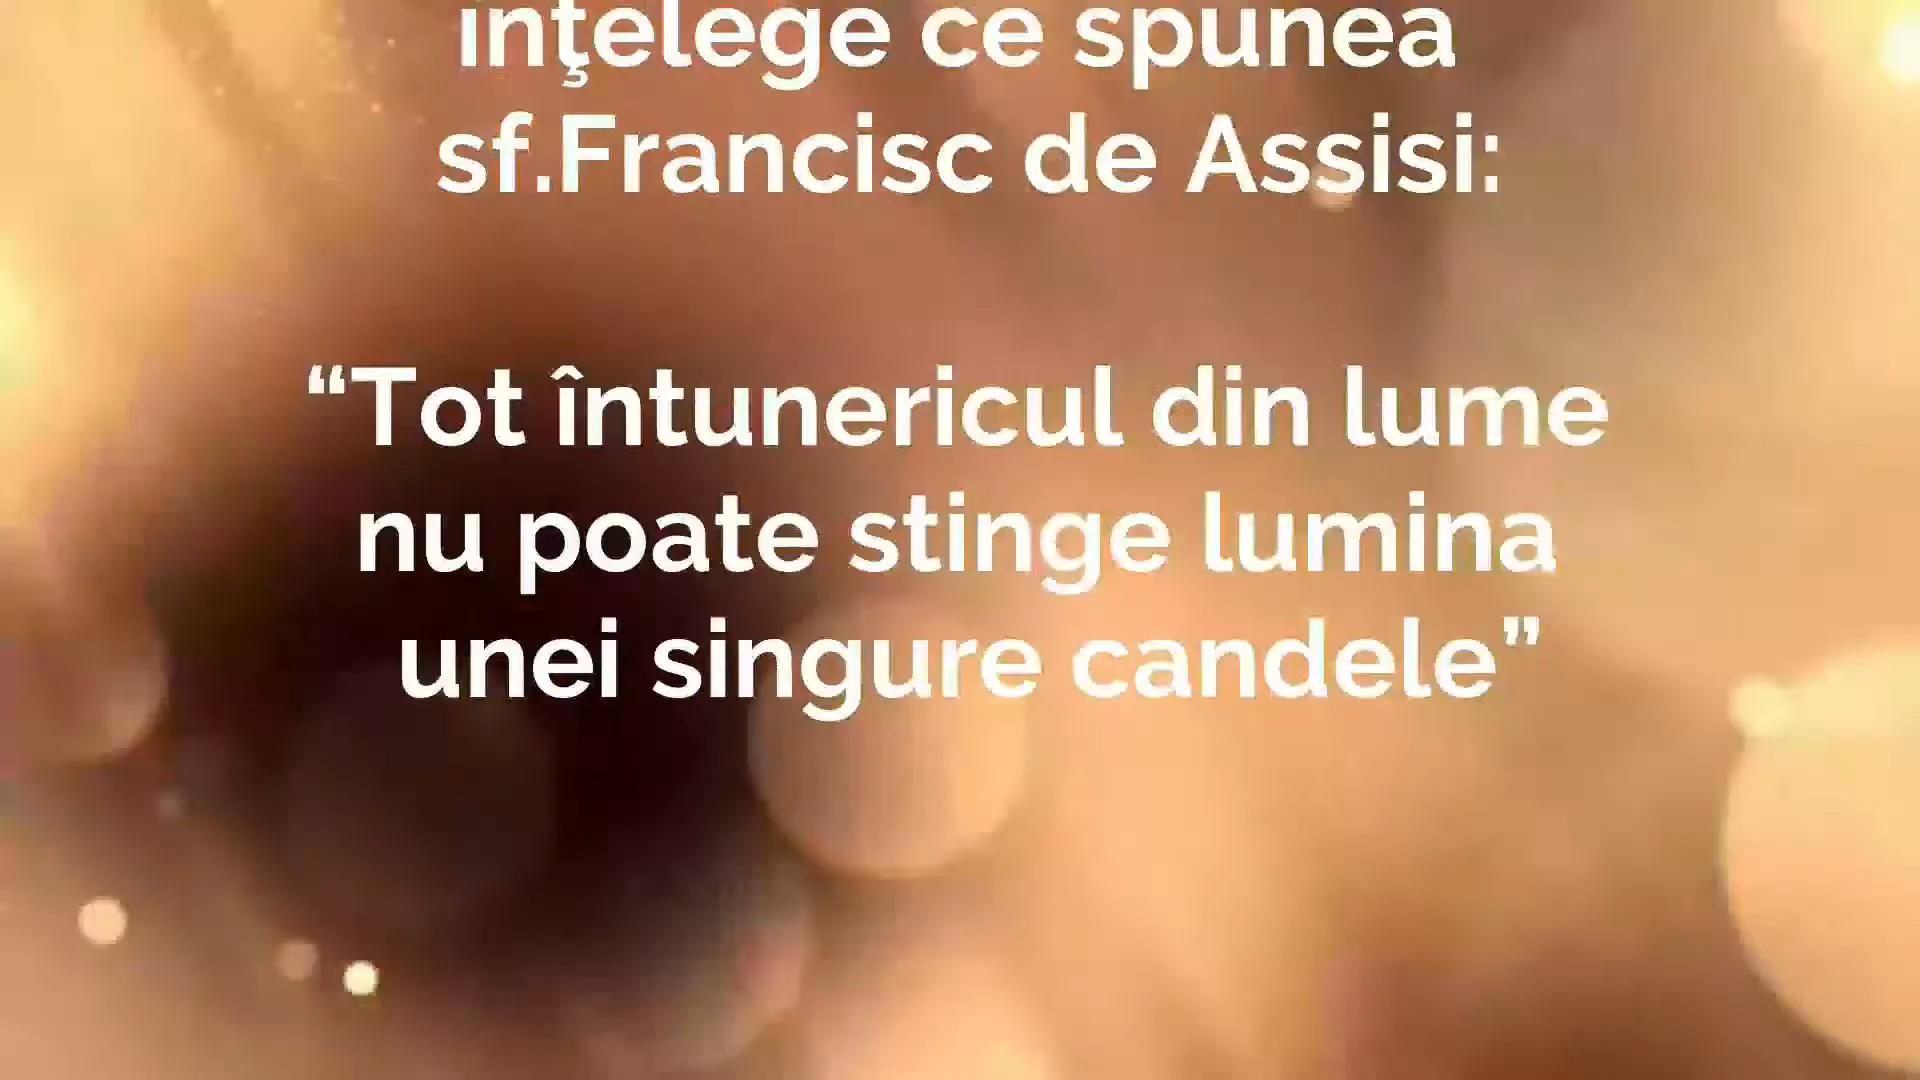 înţelege ce spunea
sf.Francisc de Assisi:
“Tot întunericul din lume
nu poate stinge lumina
unei singure candele”